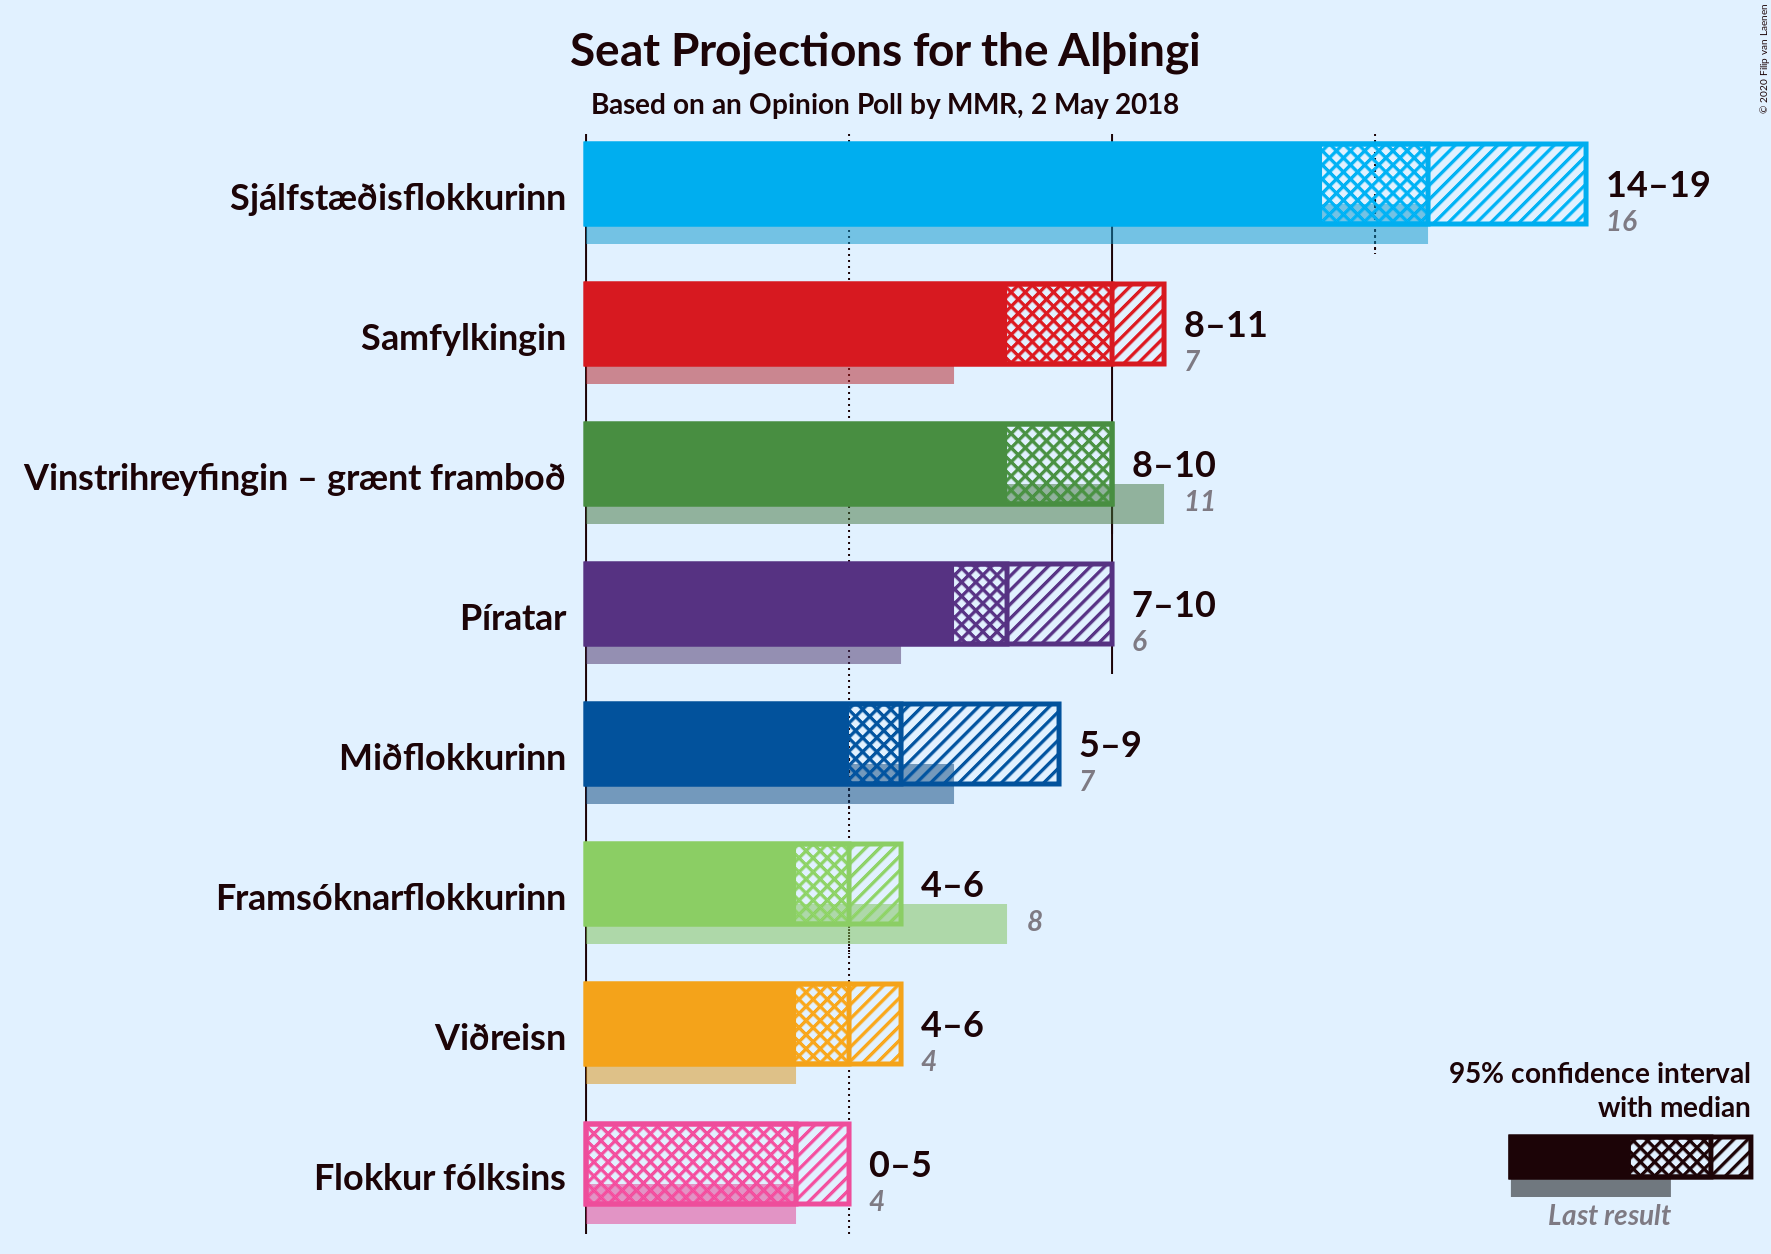 Seat Projections for the Alþingi
Based on an Opinion Poll by MMR, 2 May 2018
© 2020 Filip van Laenen
Sjálfstæðisflokkurinn
14–19
16
Samfylkingin
8–11
7
Vinstrihreyfingin – grænt framboð
8–10
11
Píratar
7–10
6
Miðflokkurinn
5–9
7
Framsóknarflokkurinn
4–6
8
Viðreisn
4–6
4
Flokkur fólksins
0–5
4
95% confidence interval
with median
Last result